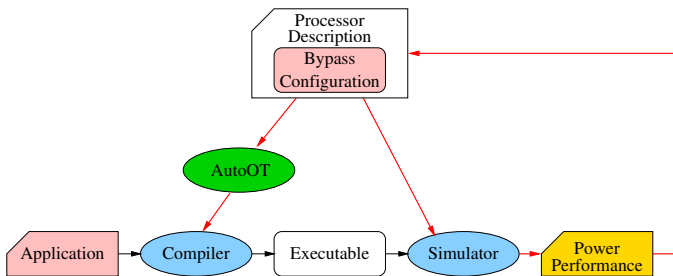 Processor
Description
Bypass
Configuration
AutoOT
Application
Compiler
Executable
Simulator
Power
Performance